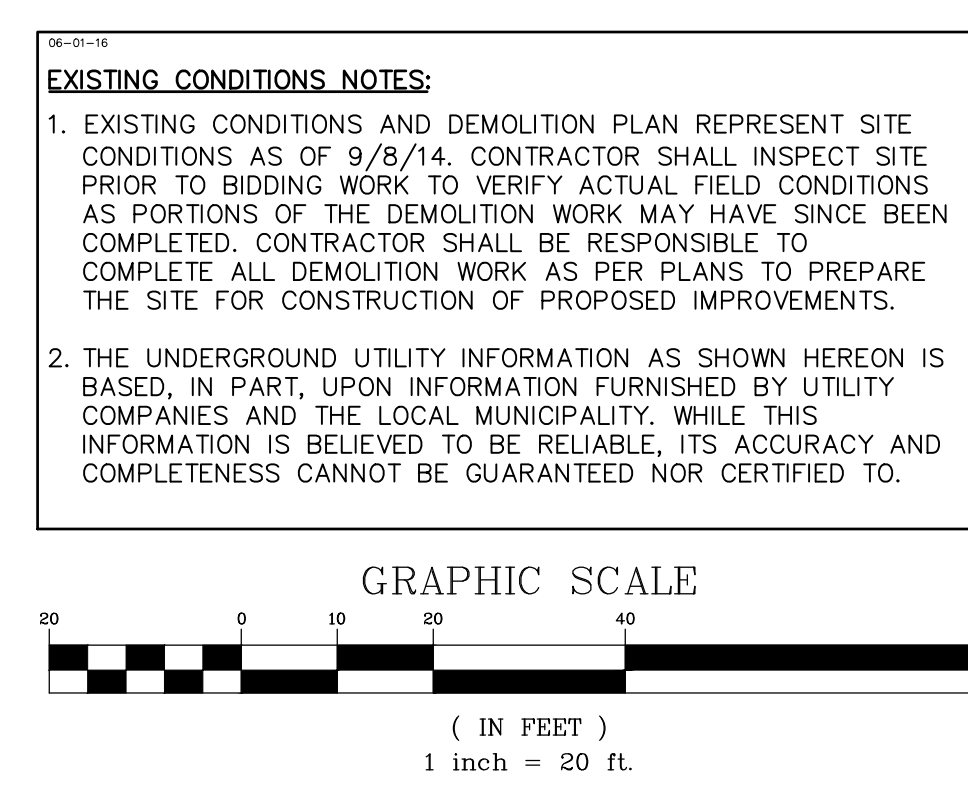 06-01-16
EXISTING CONDITIONS NOTES:
1. EXISTING CONDITIONS AND DEMOLITION PLAN REPRESENT SITE
CONDITIONS AS OF 9/8/14. CONTRACTOR SHALL INSPECT SITE
PRIOR TO BIDDING WORK TO VERIFY ACTUAL FIELD CONDITIONS
AS PORTIONS OF THE DEMOLITION WORK MAY HAVE SINCE BEEN
COMPLETED. CONTRACTOR SHALL BE RESPONSIBLE TO
COMPLETE ALL DEMOLITION WORK AS PER PLANS TO PREPARE
THE SITE FOR CONSTRUCTION OF PROPOSED IMPROVEMENTS.
2. THE UNDERGROUND UTILITY INFORMATION AS SHOWN HEREON IS
BASED, IN PART, UPON INFORMATION FURNISHED BY UTILITY
COMPANIES AND THE LOCAL MUNICIPALITY. WHILE THIS
INFORMATION IS BELIEVED TO BE RELIABLE, ITS ACCURACY AND
COMPLETENESS CANNOT BE GUARANTEED NOR CERTIFIED TO.
GRAPHIC SCALE
20 0 10 20 40
( IN FEET )
1 inch = 20 ft.